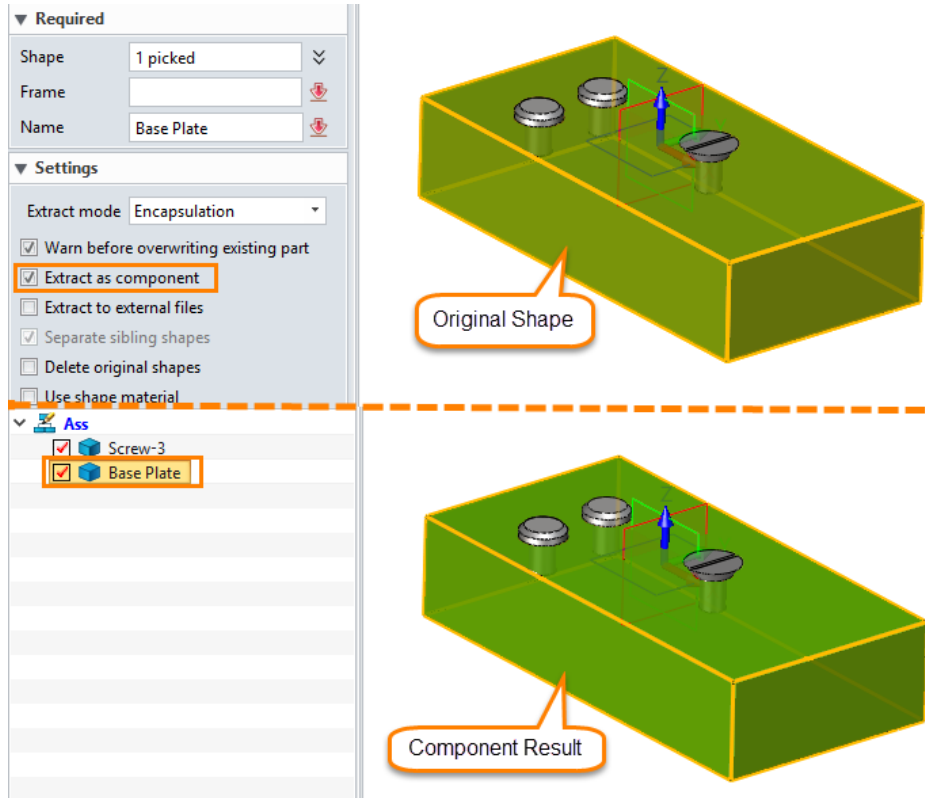 Required
Shape 1 picked
Frame
Name Base Plate
Settings
Extract mode Encapsulation
Warn before overwriting existing part
Extract as component
Extract to external files
Separate sibling shapes
Delete original shapes
Use shape material
Z
Original Shape
Ass
Screw-3
Base Plate
Z
Component Result